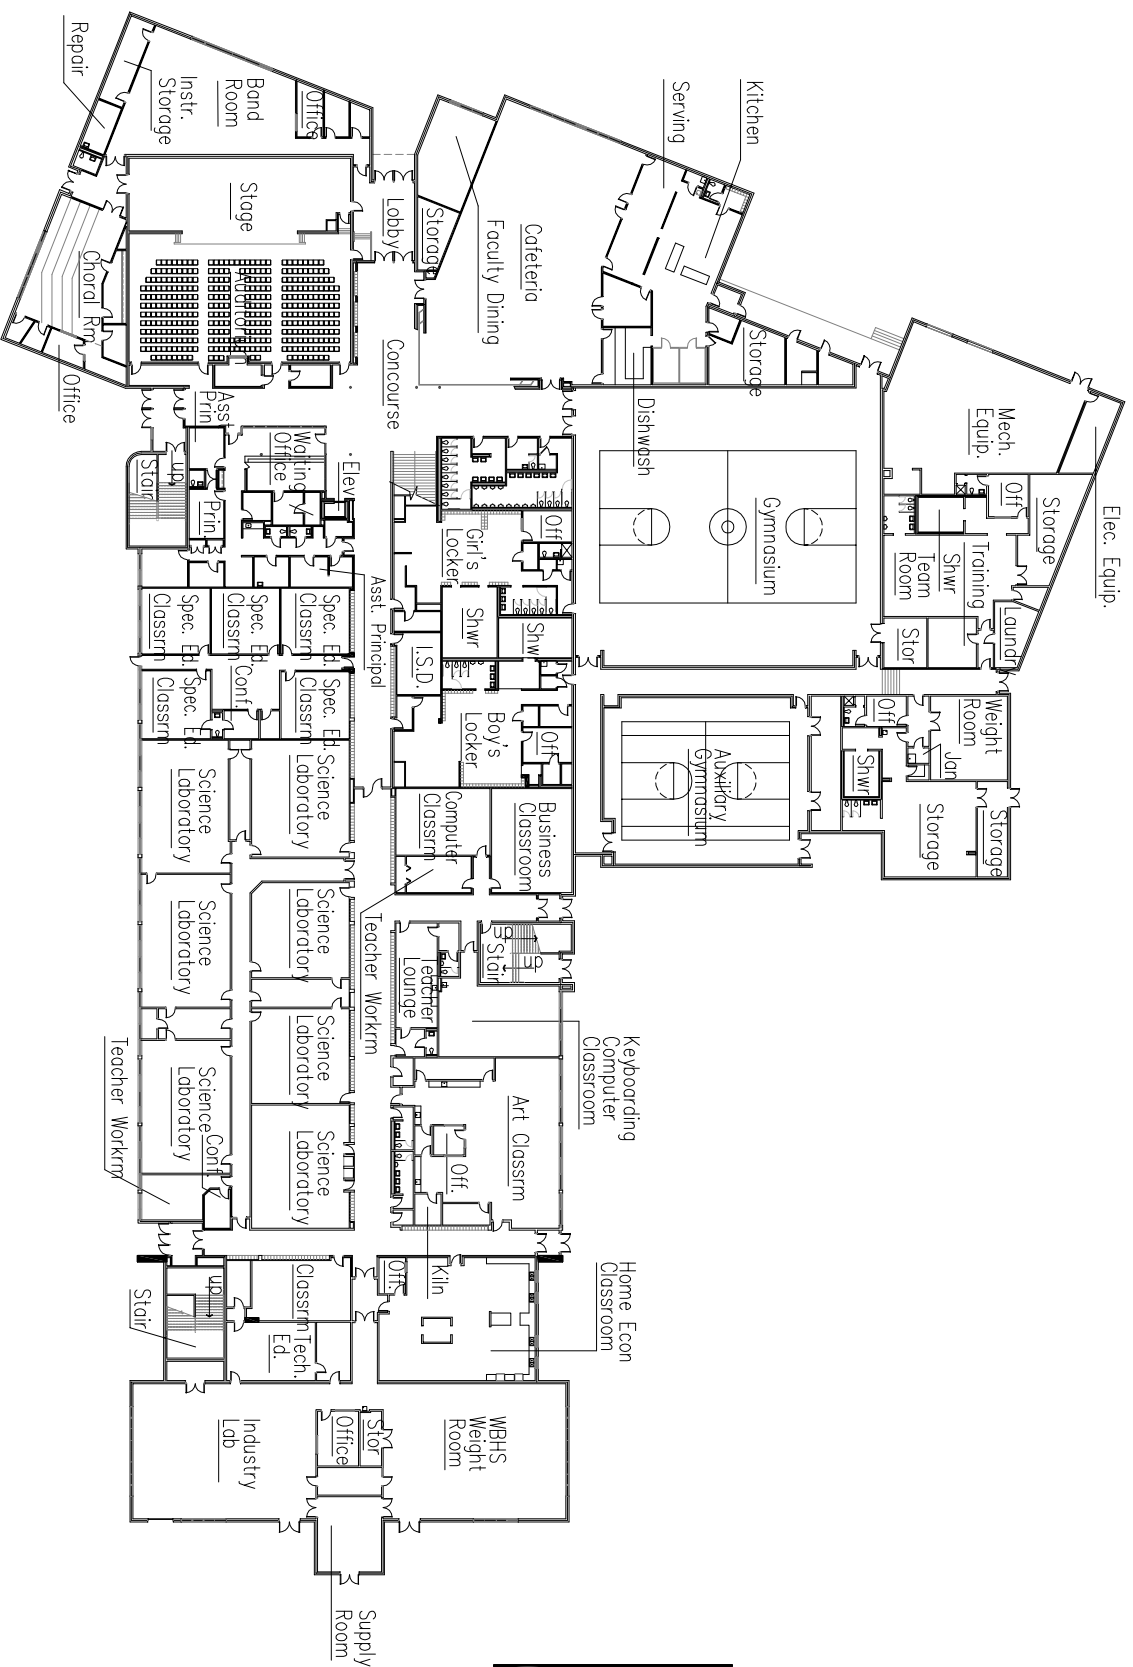 Repair
Instr.
Storage
Band
Room
Office
Stage
Lobby
Storage
Faculty Dining
Cafeteria
Serving
Kitchen
Choral Rm.
Auditorium
Office
Concourse
Dishwash
Storage
Mech.
Equip.
Elec. Equip.
Asst.
Prin.
Waiting
Office
Elev
up
Stair
Prin.
Girl's
Locker
Off
Gymnasium
Off
Storage
Shwr
Training
Team
Room
Laundr
Stor
Asst. Principal
Spec. Ed.
Classrm
Spec. Ed.
Classrm
Spec. Ed.
Classrm
Shwr
Shw
I.S.D.
Spec. Ed.
Classrm
Conf.
Spec. Ed.
Classrm
Boy's
Locker
Off
Auxiliary
Gymnasium
Off
Weight
Room
Jan
Shwr
Storage
Storage
Science
Laboratory
Science
Laboratory
Computer
Classrm
Business
Classroom
Science
Laboratory
Science
Laboratory
Teacher Workrm
Teacher
Lounge
up
Stair
up
Keyboarding
Computer
Classroom
Science
Laboratory
Science
Laboratory
Science
Laboratory
Conf.
Teacher Workrm
Art Classrm
Off.
Kiln
Home Econ
Classroom
Off.
Classrm
up
Stair
Tech.
Ed.
Industry
Lab
Office
Stor
WBHS
Weight
Room
Supply
Room